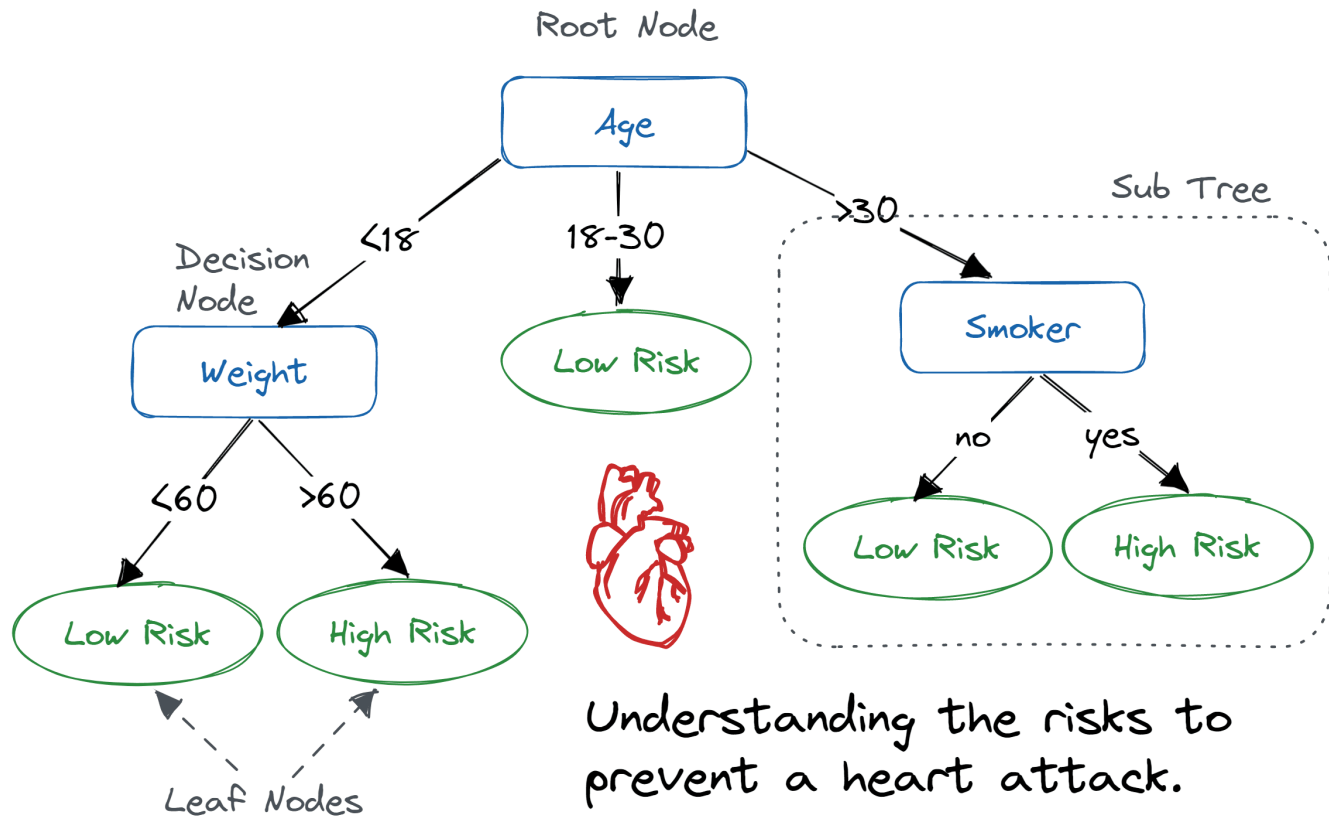 Root Node
Age
Sub Tree
<18
18-30
>30
Decision
Node
Weight
Low Risk
Smoker
<60
>60
no
yes
Low Risk
High Risk
Low Risk
High Risk
Leaf Nodes
Understanding the risks to
prevent a heart attack.